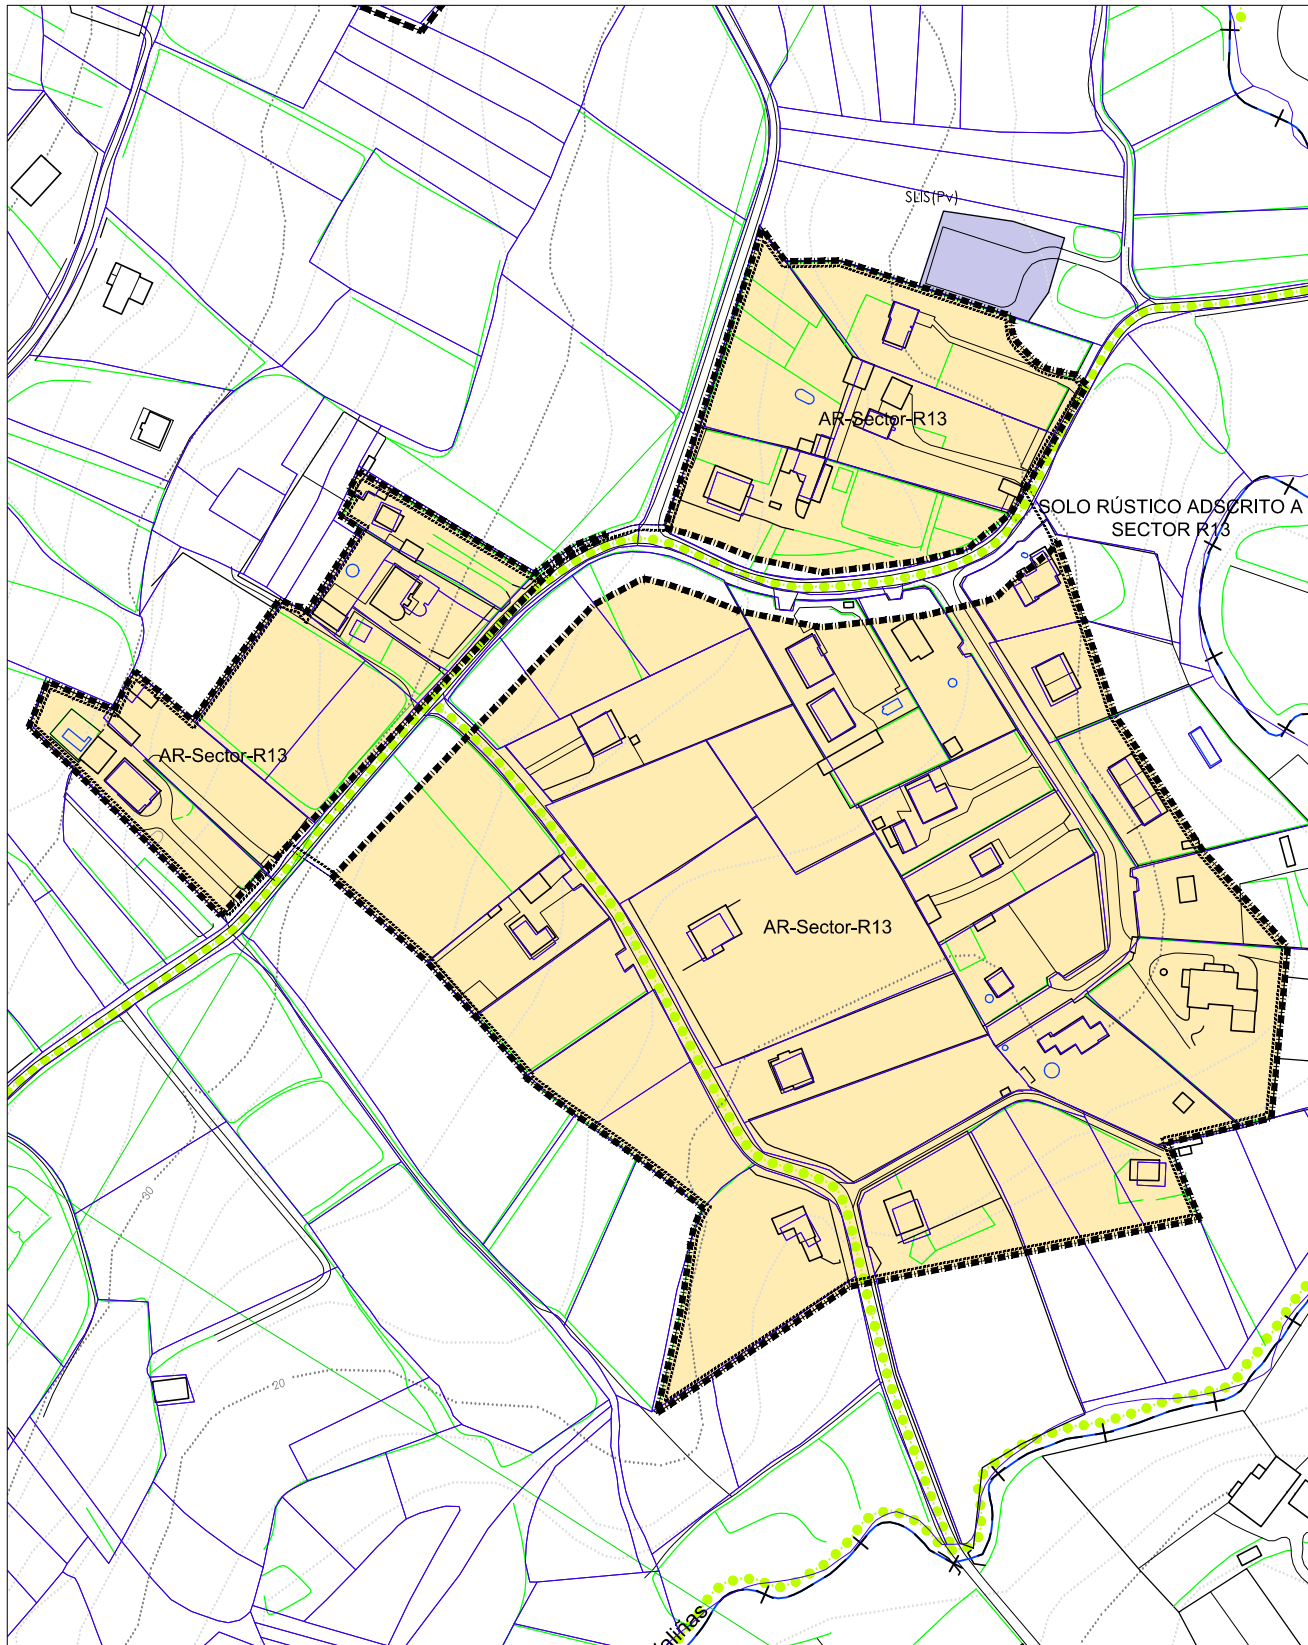 SLIS(Pv)
AR-Sector-R13
SOLO RÚSTICO ADSCRITO A
SECTOR R13
AR-Sector-R13
AR-Sector-R13
30
20